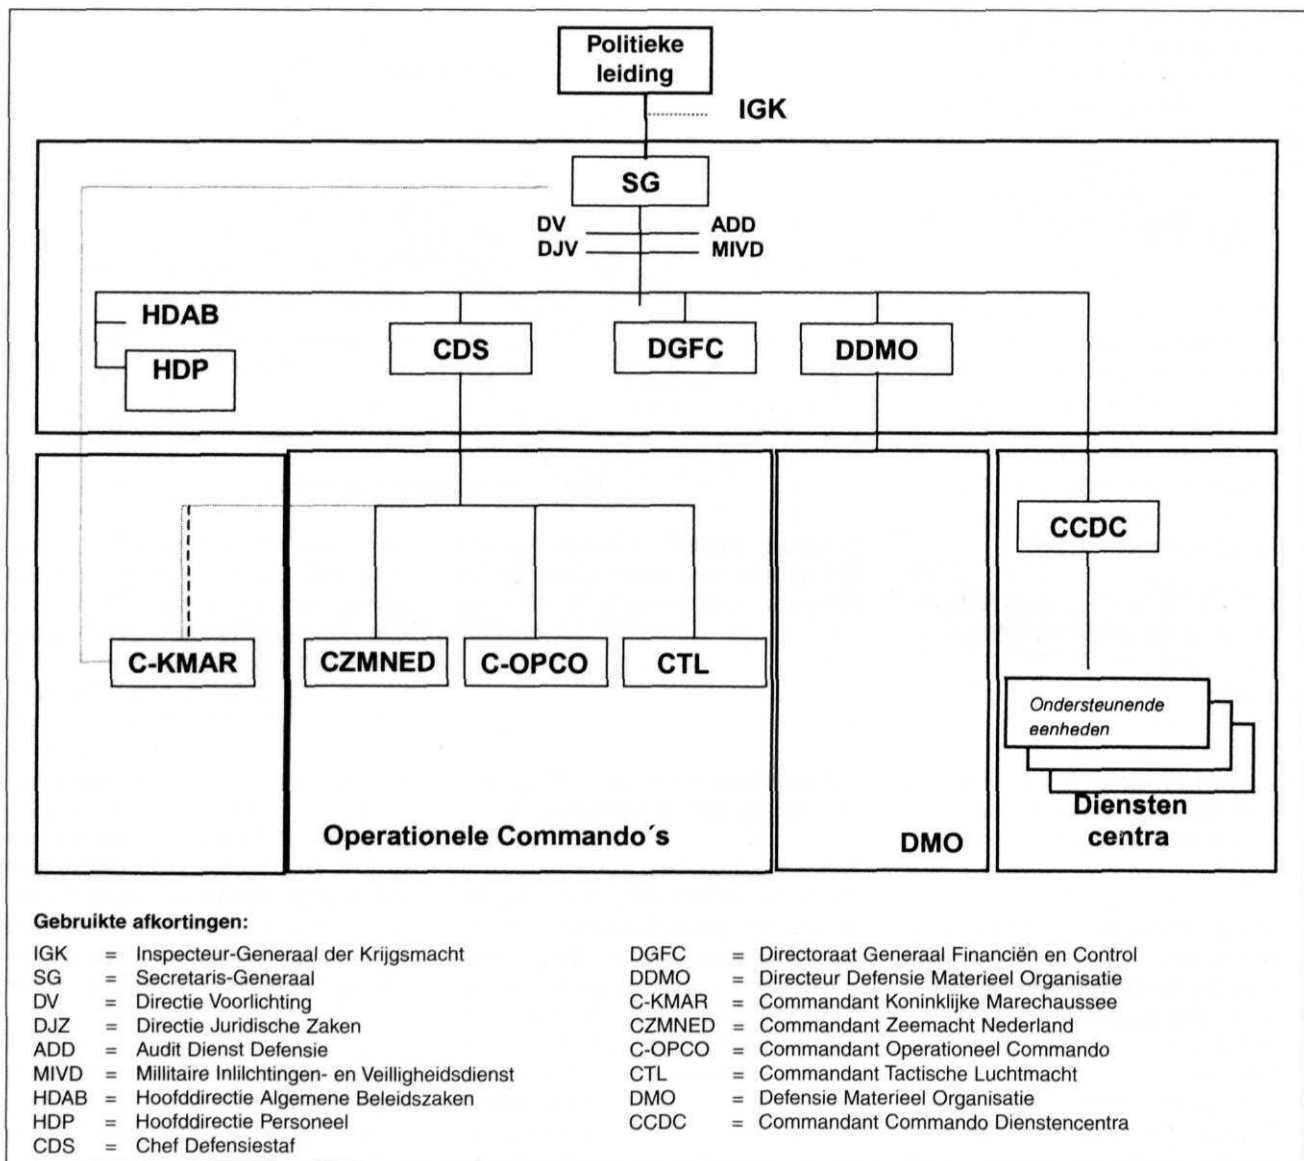 Politieke
leiding
IGK
SG
DV
ADD
DJV
MIVD
HDAB
HDP
CDS
DGFC
DDMO
CCDC
C-KMAR
CZMNED
C-OPCO
CTL
Ondersteunende
eenheden
Diensten
centra
Operationele Commando´s
DMO
Gebruikte afkortingen:
IGK = Inspecteur-Generaal der Krijgsmacht
SG = Secretaris-Generaal
DV = Directie Voorlichting
DJZ = Directie Juridische Zaken
ADD = Audit Dienst Defensie
MIVD = Millitaire Inlilchtingen- en Veilligheidsdienst
HDAB = Hoofddirectie Algemene Beleidszaken
HDP = Hoofdirectie Personeel
CDS = Chef Defensiestaf
DGFC = Directoraat Generaal Financiën en Control
DDMO = Directeur Defensie Materieel Organisatie
C-KMAR = Commandant Koninklijke Marechaussee
CZMNED = Commandant Zeemacht Nederland
C-OPCO = Commandant Operationeel Commando
CTL = Commandant Tactische Luchtmacht
DMO = Defensie Materieel Organisatie
CCDC = Commandant Commando Dienstencentra